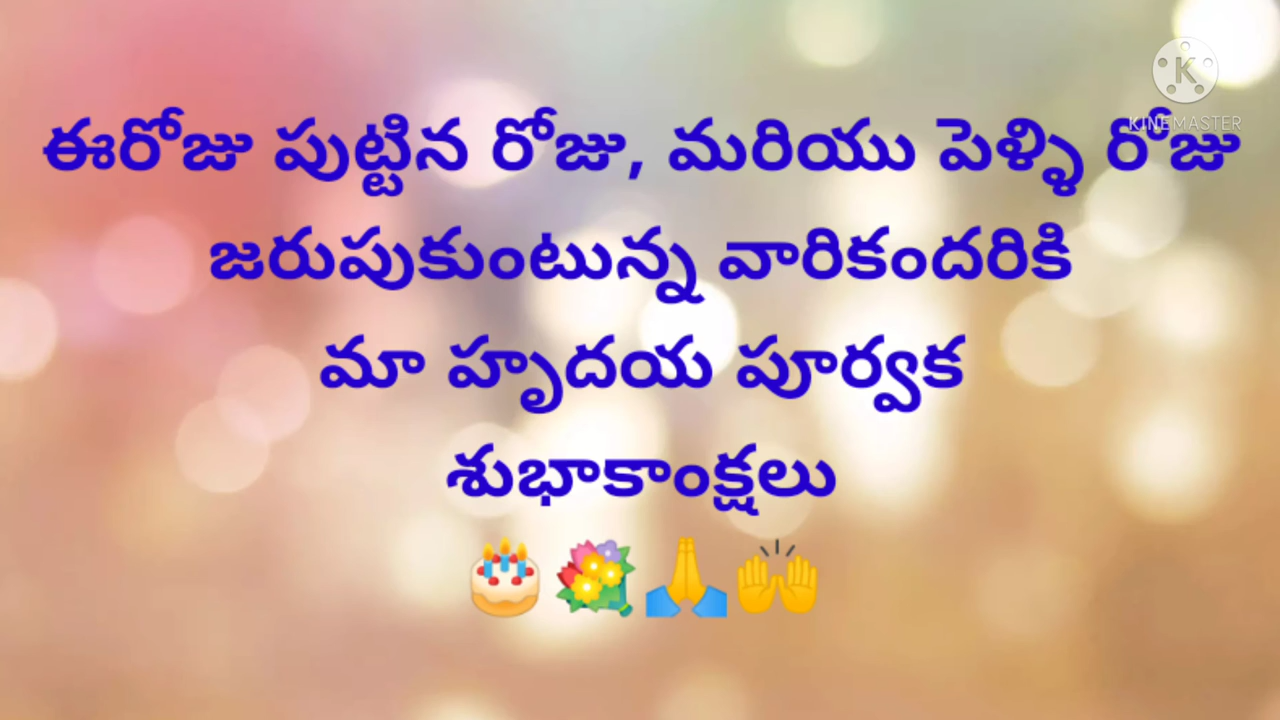 KINEMASTER
ఈరోజు పుట్టిన రోజు, మరియు పెళ్ళి రోజు
జరుపుకుంటున్న వారికందరికి
మా హృదయ పూర్వక
శుభాకాంక్షలు
🎂💐🙏🙌